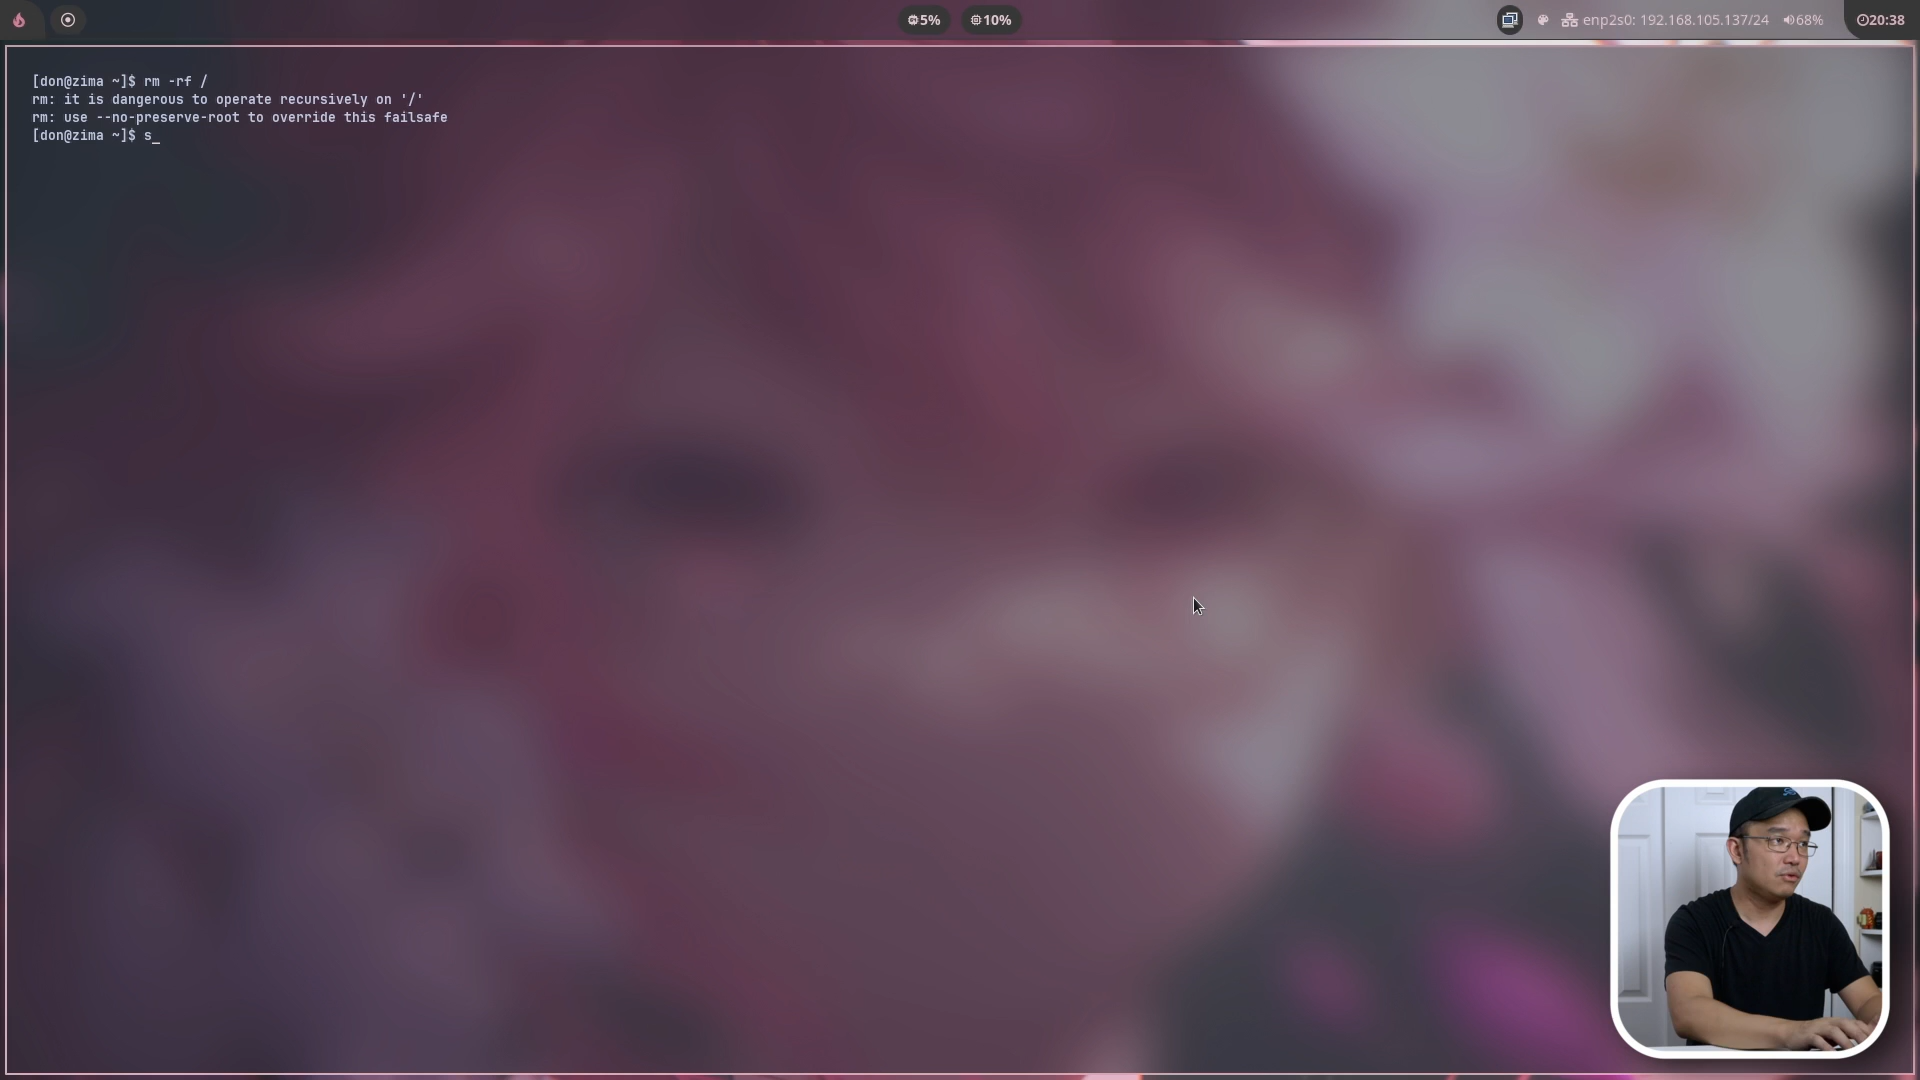 5%
10%
enp2s0: 192.168.105.137/24
68%
20:38
[don@zima ~]$ rm -rf /
rm: it is dangerous to operate recursively on '/'
rm: use --no-preserve-root to override this failsafe
[don@zima ~]$ s_